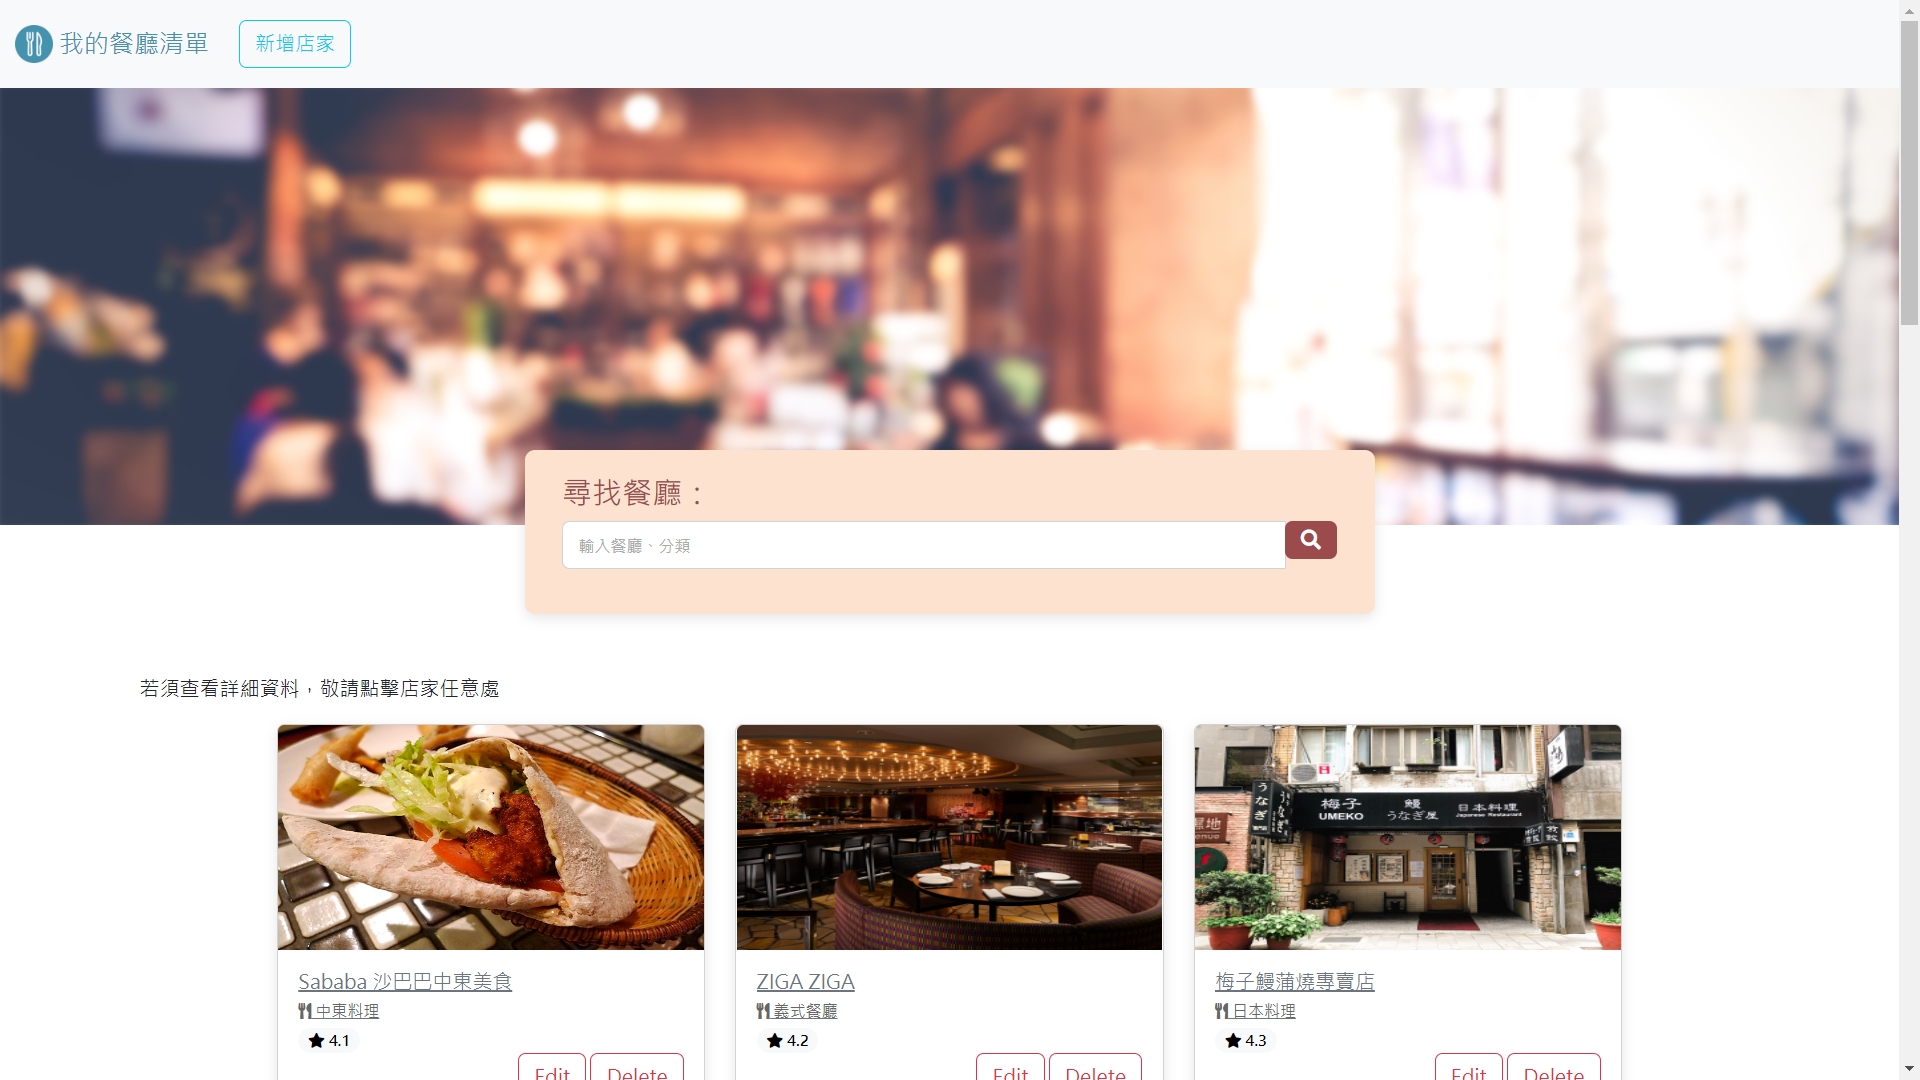 我的餐廳清單
新增店家
尋找餐廳：
輸入餐廳、分類
若須查看詳細資料，敬請點擊店家任意處
梅子 鰻 日本料理
UMEKO うなぎ屋 Japanese Restaurant
うなぎ
Sababa 沙巴巴中東美食
中東料理
4.1
Edit Delete
ZIGA ZIGA
義式餐廳
4.2
Edit Delete
梅子鰻蒲燒專賣店
日本料理
4.3
Edit Delete